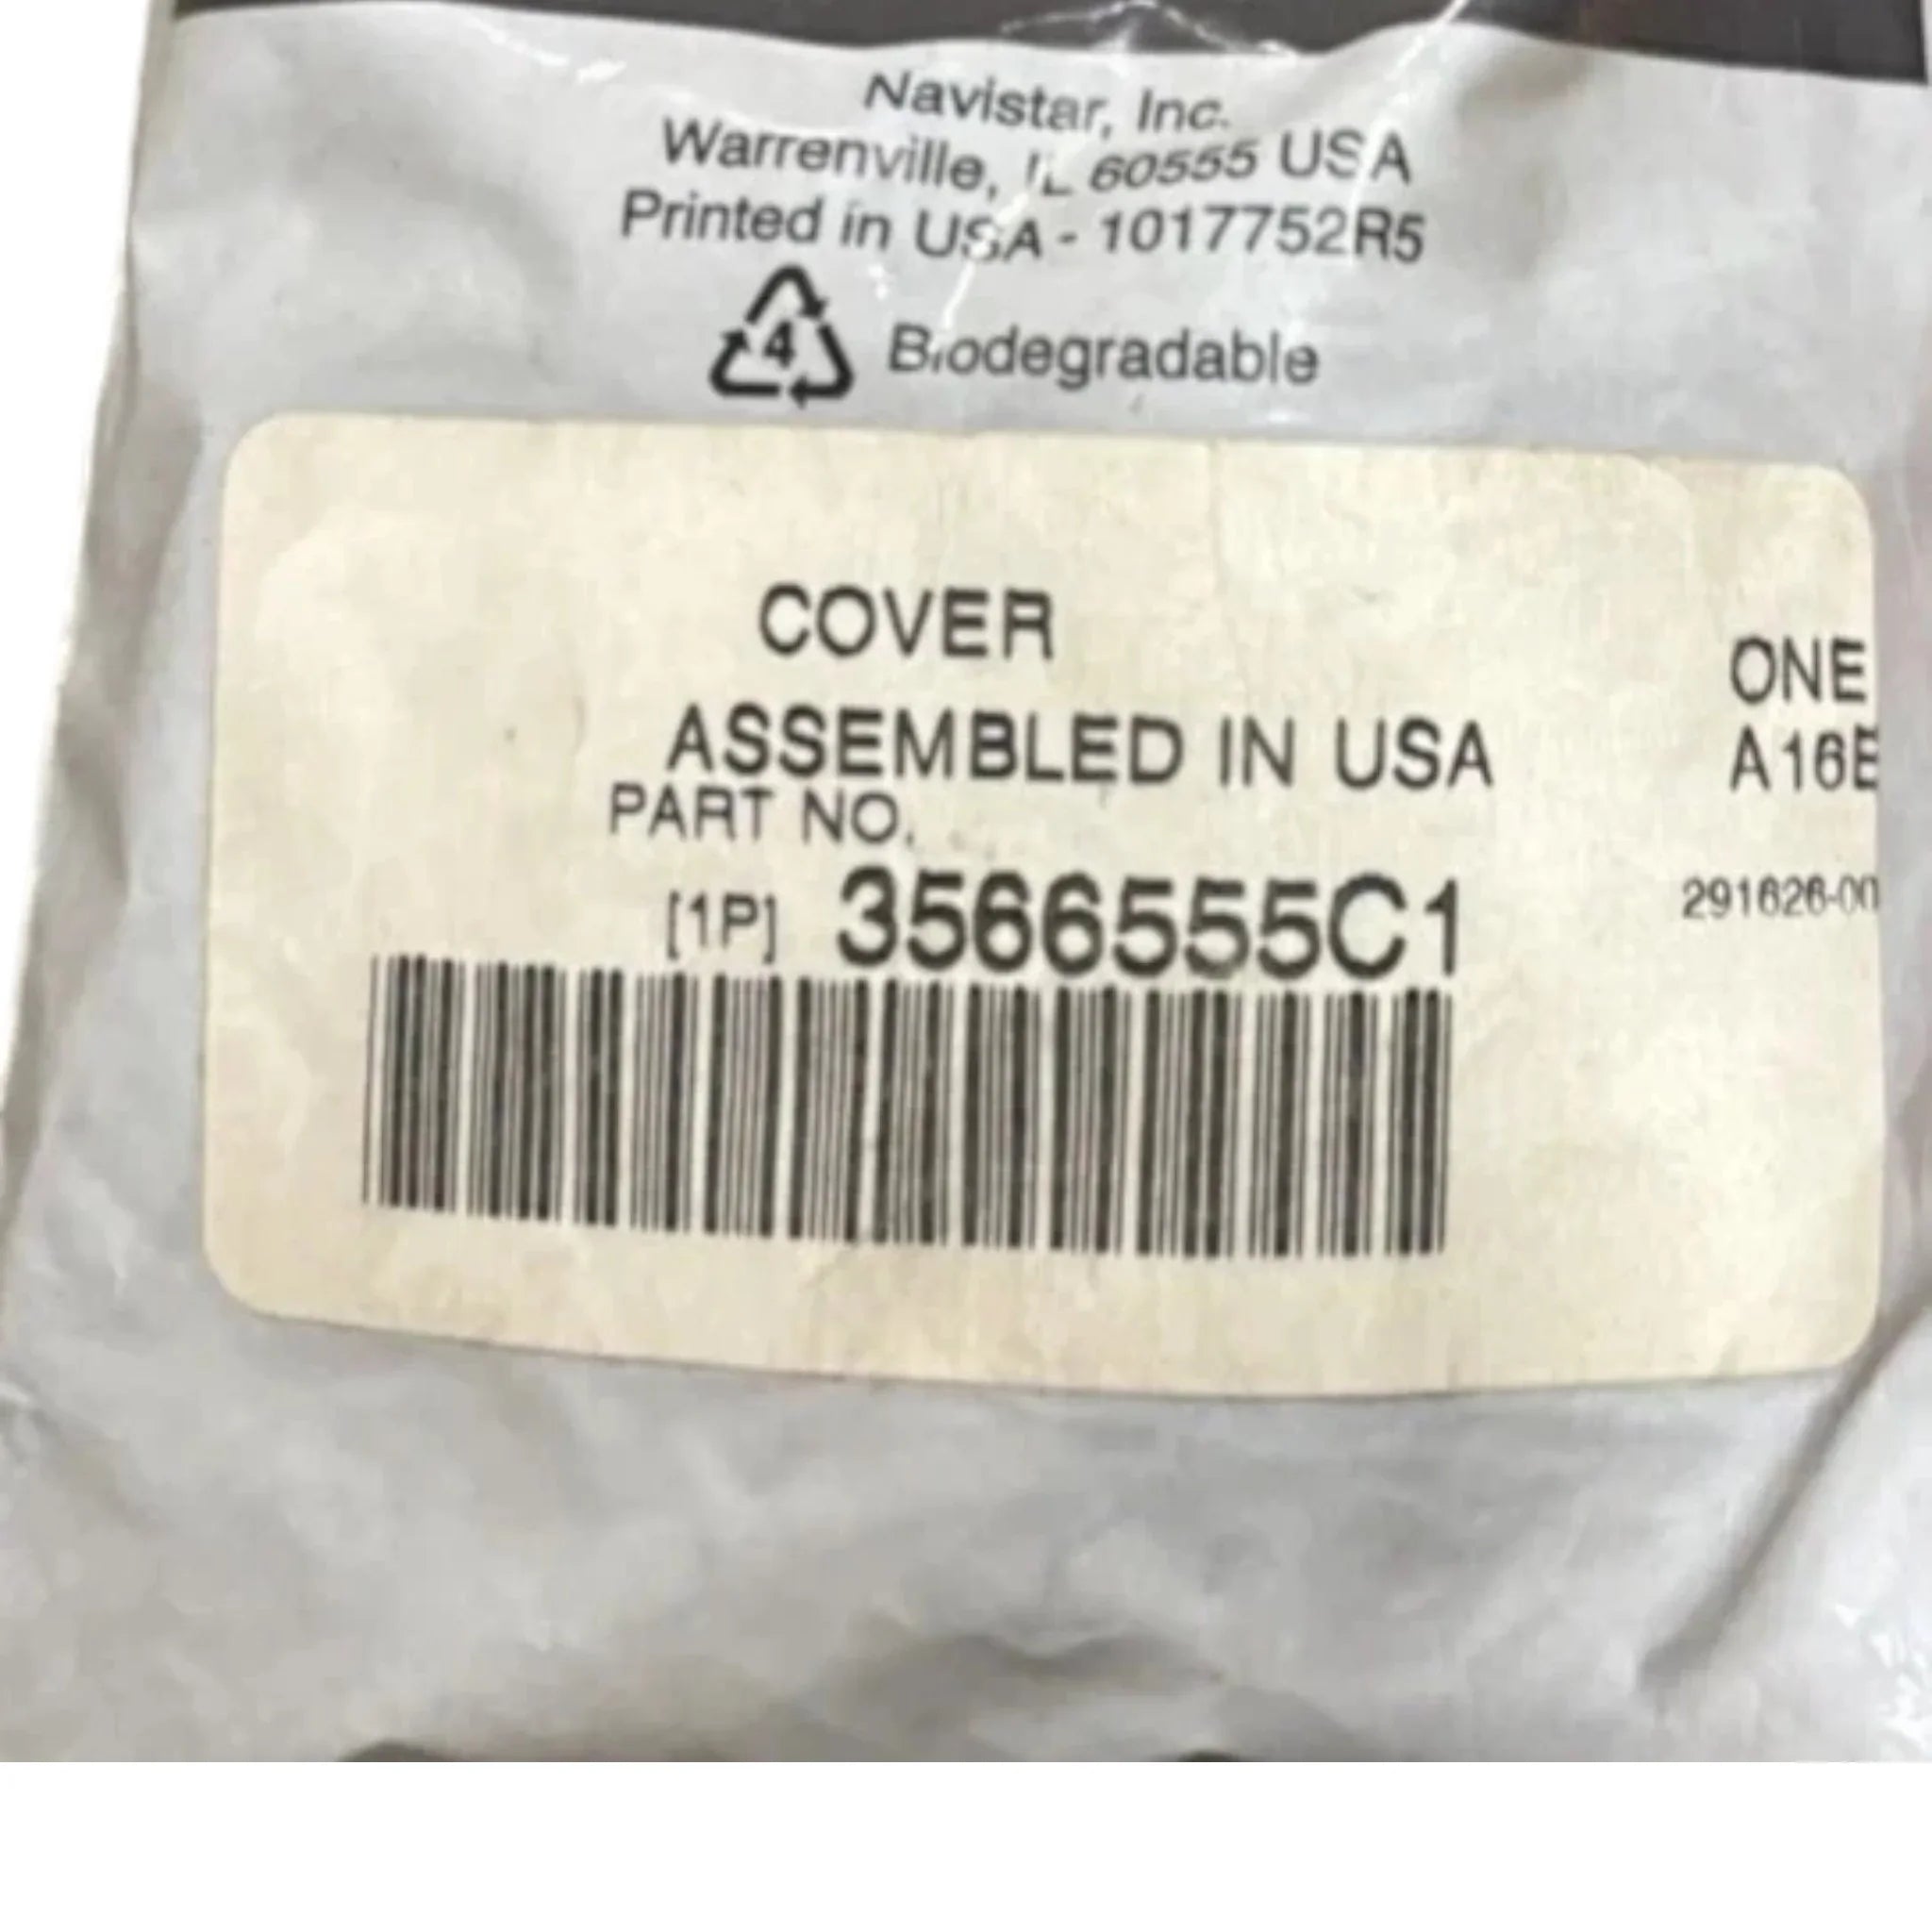 Navistar, Inc.
Warrenville, IL 60555 USA
Printed in USA - 1017752R5
4 Biodegradable
COVER
ONE
ASSEMBLED IN USA
A16E
PART NO.
291626-00
[1P] 3566555C1